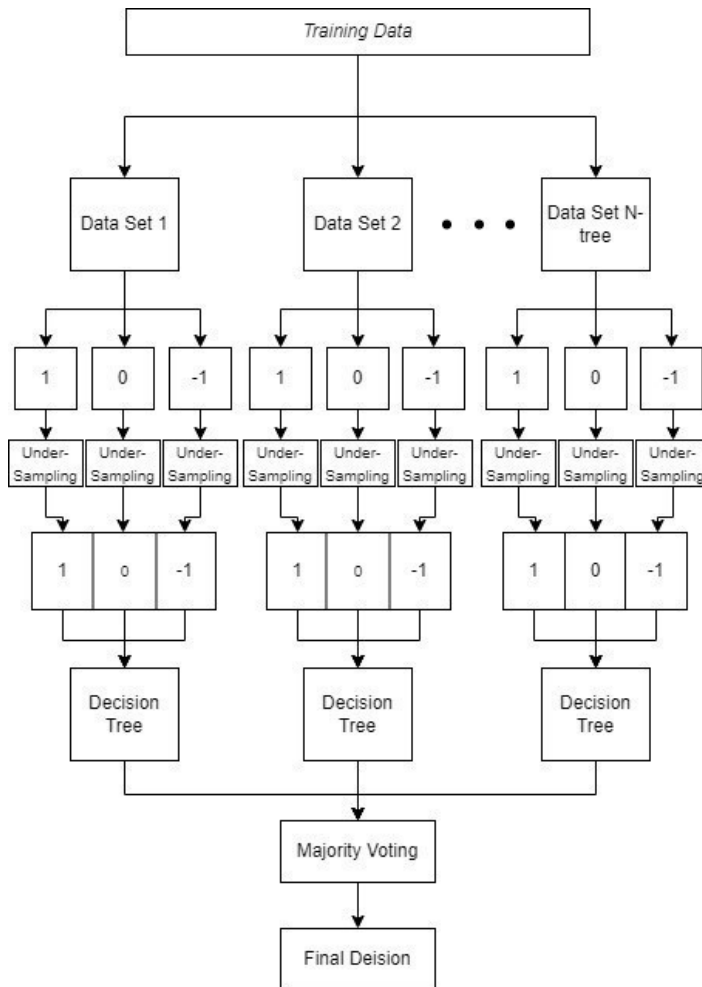 Training Data
Data Set 1
Data Set 2
Data Set N-
tree
1 0 -1 1 0 -1 1 0 -1
Under- Under- Under- Under- Under- Under- Under- Under- Under-
Sampling Sampling Sampling Sampling Sampling Sampling Sampling Sampling Sampling
1 0 -1 1 0 -1 1 0 -1
Decision Decision Decision
Tree Tree Tree
Majority Voting
Final Deision